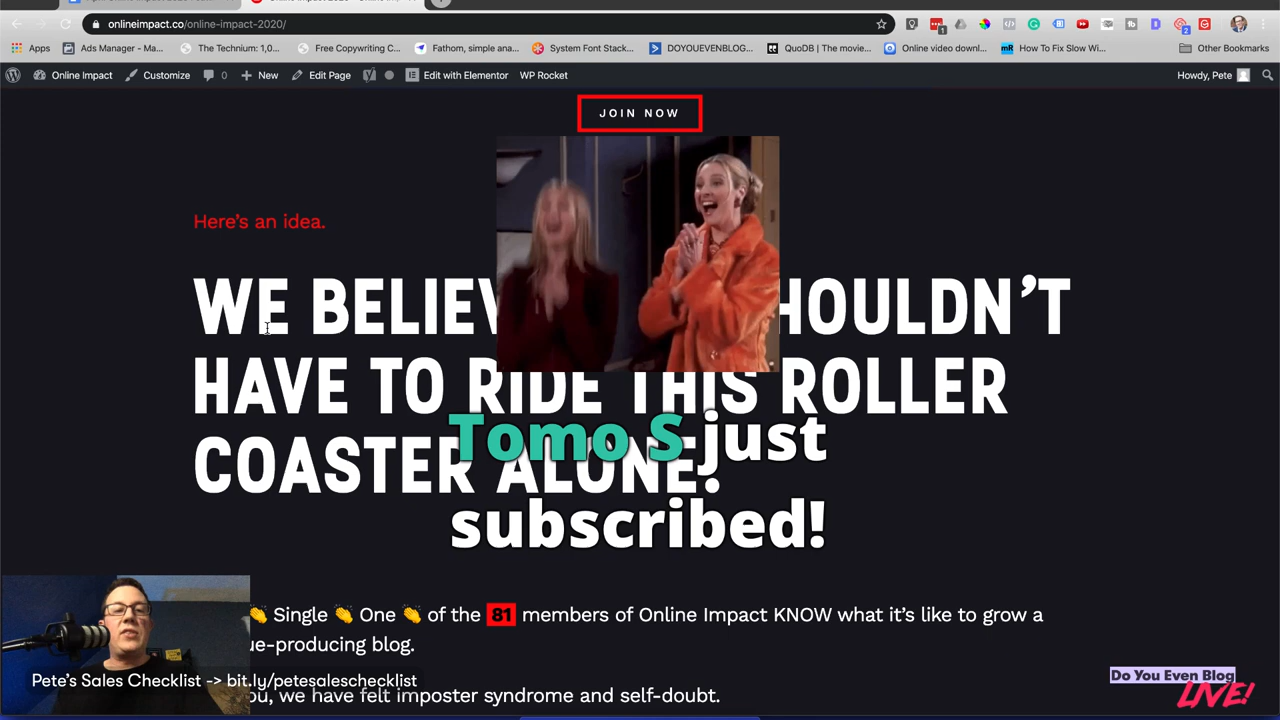 onlineimpact.co/online-impact-2020/
1
2
Apps
Ads Manager - Ma...
The Technium: 1,0...
Free Copywriting C...
Fathom, simple ana...
System Font Stack...
DOYOUEVENBLOG...
QuoDB | The movie...
Online video downl...
mR How To Fix Slow Wi...
Other Bookmarks
Online Impact
Customize
0
New
Edit Page
Edit with Elementor
WP Rocket
Howdy, Pete
JOIN NOW
Here's an idea.
WE BELIEV HOULDN'T
HAVE TO RIDE THIS ROLLER
COASTER ALONE.
Tomo S just
subscribed!
👏 Single 👏 One 👏 of the 81 members of Online Impact KNOW what it's like to grow a
ue-producing blog.
Pete's Sales Checklist -> bit.ly/petesaleschecklist
ou, we have felt imposter syndrome and self-doubt.
Do You Even Blog
LIVE!